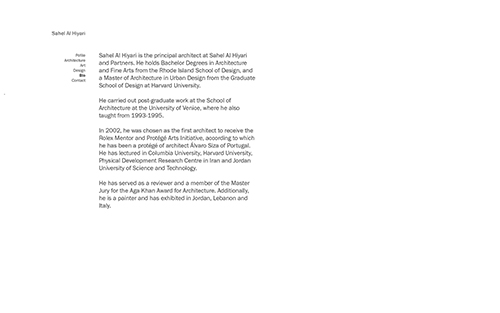 Sahel Al Hiyari
Petite
Architecture
Art
Design
Bio
Contact
Sahel Al Hiyari is the principal architect at Sahel Al Hiyari
and Partners. He holds Bachelor Degrees in Architecture
and Fine Arts from the Rhode Island School of Design, and
a Master of Architecture in Urban Design from the Graduate
School of Design at Harvard University.
He carried out post-graduate work at the School of
Architecture at the University of Venice, where he also
taught from 1993-1995.
In 2002, he was chosen as the first architect to receive the
Rolex Mentor and Protégé Arts Initiative, according to which
he has been a protégé of architect Álvaro Siza of Portugal.
He has lectured in Columbia University, Harvard University,
Physical Development Research Centre in Iran and Jordan
University of Science and Technology.
He has served as a reviewer and a member of the Master
Jury for the Aga Khan Award for Architecture. Additionally,
he is a painter and has exhibited in Jordan, Lebanon and
Italy.